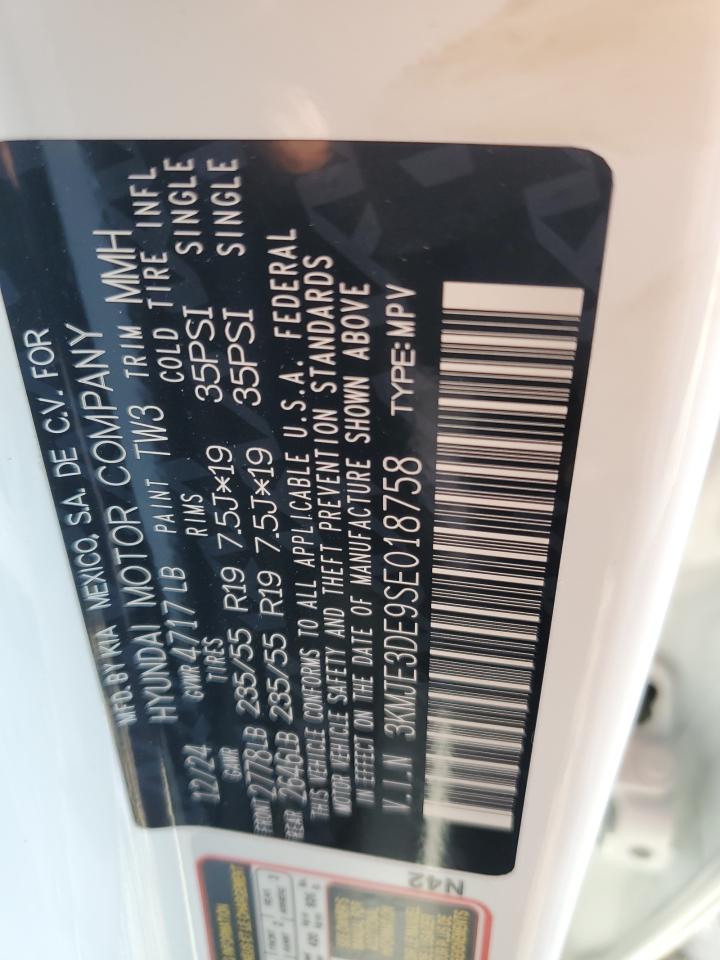 MFD. BY KIA MEXICO, S.A. DE C.V. FOR
HYUNDAI MOTOR COMPANY
12/24 GVWR 4717 LB PAINT TW3 TRIM MMH
GAWR TIRES RIMS COLD TIRE INFL
FRONT 2778LB 235/55 R19 7.5J×19 35PSI SINGLE
REAR 2646LB 235/55 R19 7.5J×19 35PSI SINGLE
THIS VEHICLE CONFORMS TO ALL APPLICABLE U.S.A. FEDERAL
MOTOR VEHICLE SAFETY AND THEFT PREVENTION STANDARDS
IN EFFECT ON THE DATE OF MANUFACTURE SHOWN ABOVE
V.I.N 3KMJE3DE9SE018758 TYPE: MPV
N42
INFORMATION